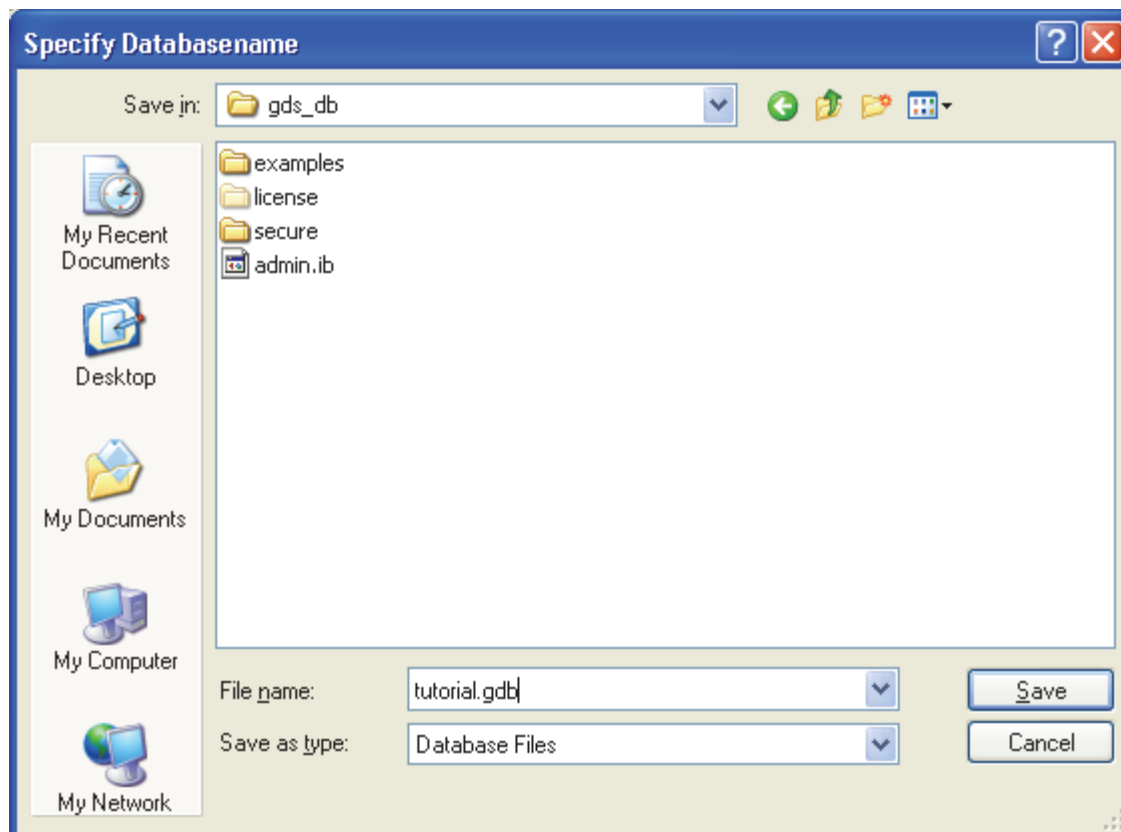 Specify Databasename
Save in:
gds_db
examples
license
secure
admin.ib
My Recent
Documents
Desktop
My Documents
My Computer
My Network
File name:
tutorial.gdb
Save
Save as type:
Database Files
Cancel